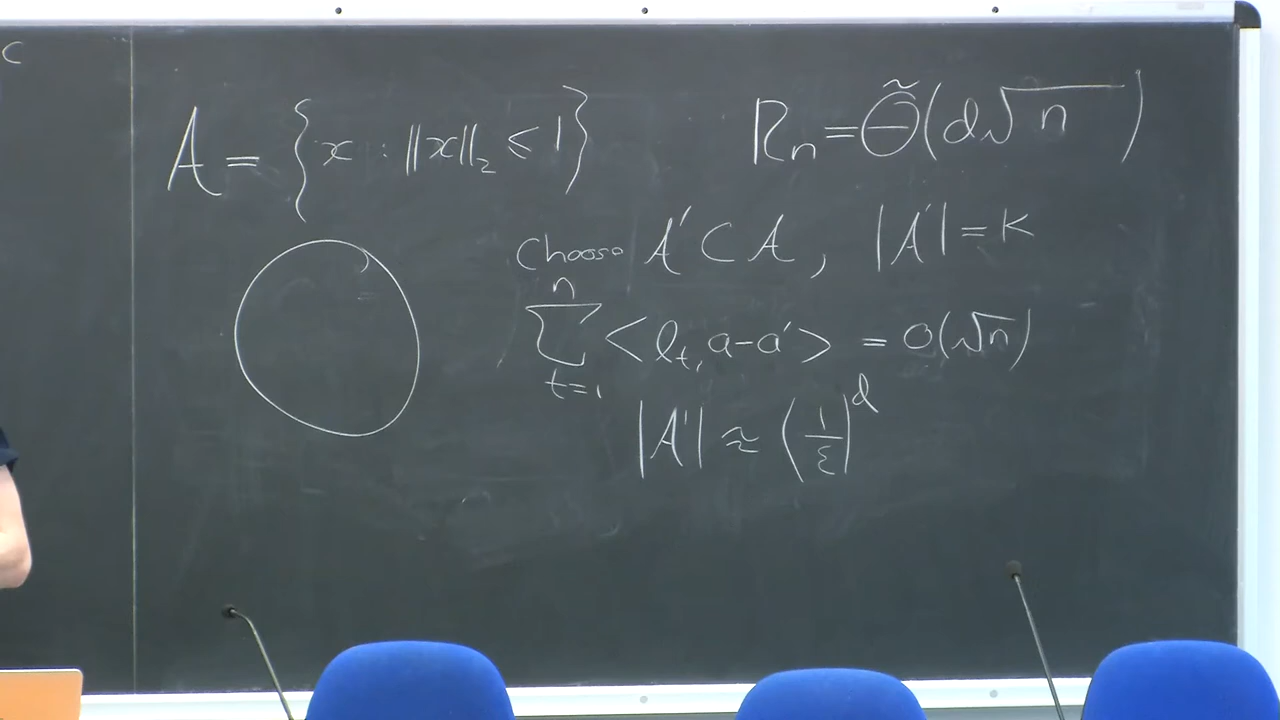 C
A = { x : ||x||₂ ≤ 1 }
Rₙ = Θ̃(d√n)
Choose A' ⊂ A, |A'| = K
∑_{t=1}^{n} <ℓₜ, a-a'> = O(√n)
|A'| ≈ (1/ε)^d